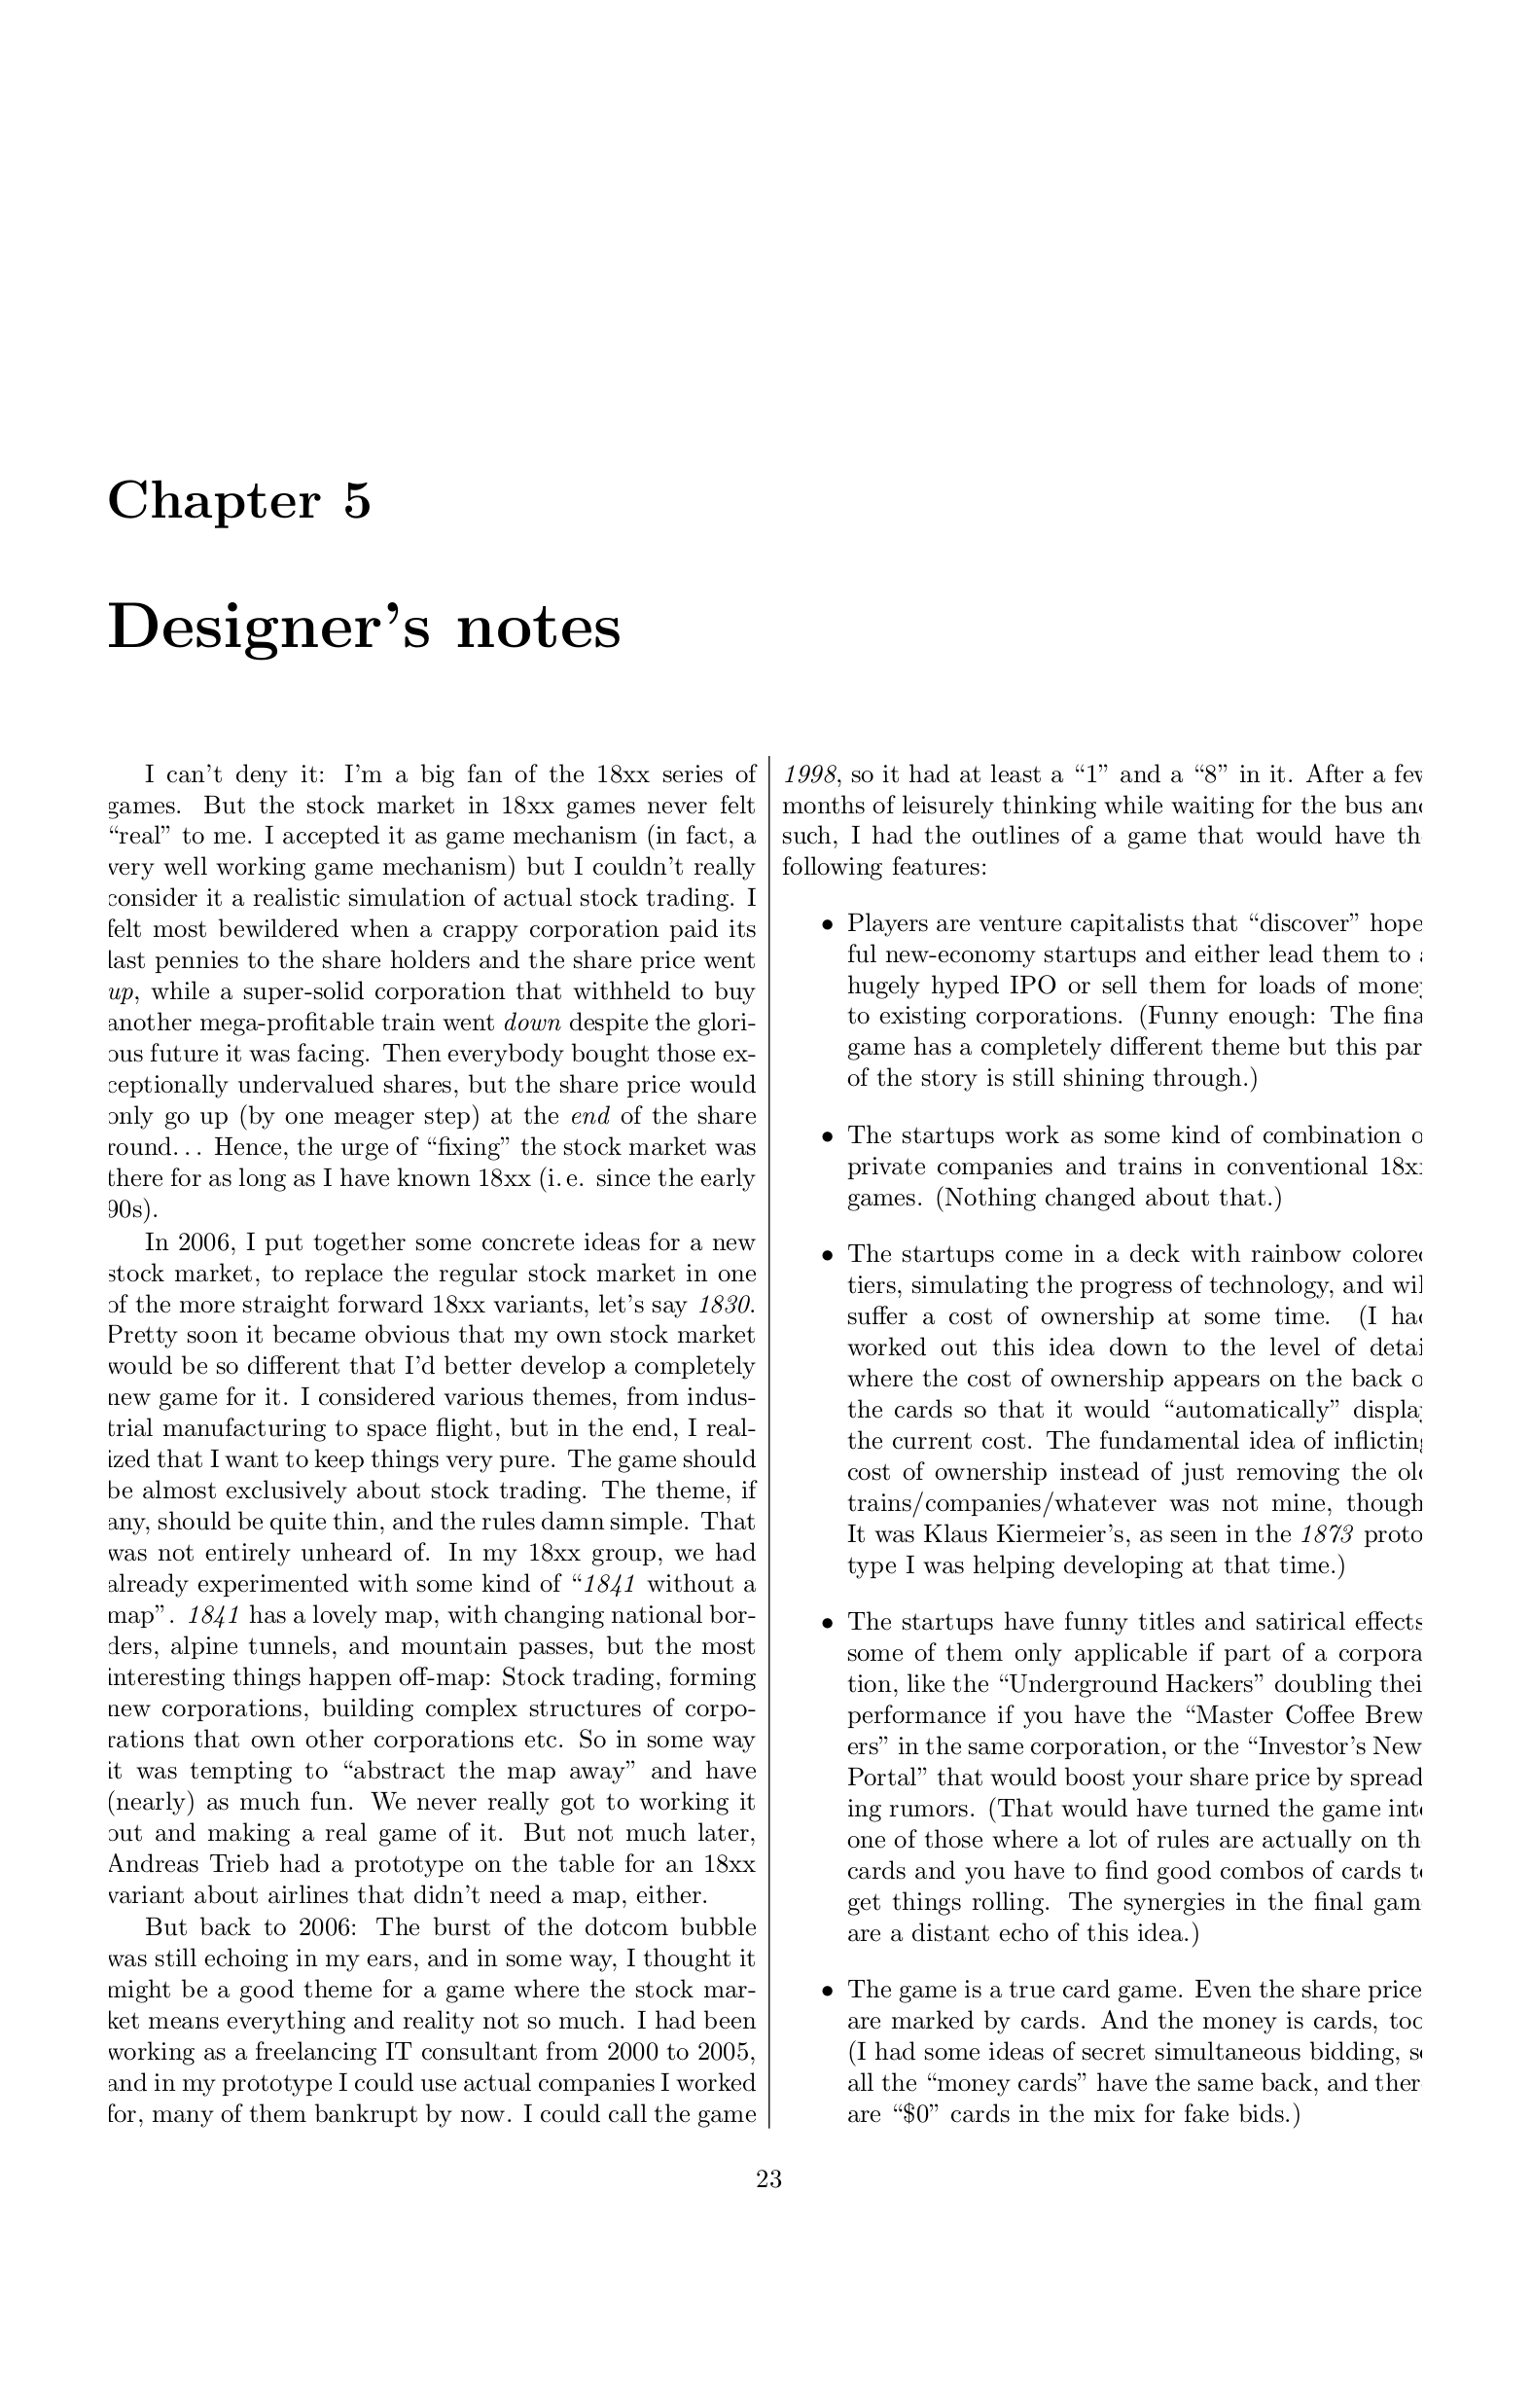 Chapter 5
Designer's notes
I can't deny it: I'm a big fan of the 18xx series of
games. But the stock market in 18xx games never felt
“real” to me. I accepted it as game mechanism (in fact, a
very well working game mechanism) but I couldn't really
consider it a realistic simulation of actual stock trading. I
felt most bewildered when a crappy corporation paid its
last pennies to the share holders and the share price went
up, while a super-solid corporation that withheld to buy
another mega-profitable train went down despite the glori-
ous future it was facing. Then everybody bought those ex-
ceptionally undervalued shares, but the share price would
only go up (by one meager step) at the end of the share
round... Hence, the urge of “fixing” the stock market was
there for as long as I have known 18xx (i. e. since the early
90s).
In 2006, I put together some concrete ideas for a new
stock market, to replace the regular stock market in one
of the more straight forward 18xx variants, let's say 1830.
Pretty soon it became obvious that my own stock market
would be so different that I'd better develop a completely
new game for it. I considered various themes, from indus-
trial manufacturing to space flight, but in the end, I real-
ized that I want to keep things very pure. The game should
be almost exclusively about stock trading. The theme, if
any, should be quite thin, and the rules damn simple. That
was not entirely unheard of. In my 18xx group, we had
already experimented with some kind of “1841 without a
map”. 1841 has a lovely map, with changing national bor-
ders, alpine tunnels, and mountain passes, but the most
interesting things happen off-map: Stock trading, forming
new corporations, building complex structures of corpo-
rations that own other corporations etc. So in some way
it was tempting to “abstract the map away” and have
(nearly) as much fun. We never really got to working it
out and making a real game of it. But not much later,
Andreas Trieb had a prototype on the table for an 18xx
variant about airlines that didn't need a map, either.
But back to 2006: The burst of the dotcom bubble
was still echoing in my ears, and in some way, I thought it
might be a good theme for a game where the stock mar-
ket means everything and reality not so much. I had been
working as a freelancing IT consultant from 2000 to 2005,
and in my prototype I could use actual companies I worked
for, many of them bankrupt by now. I could call the game
1998, so it had at least a “1” and a “8” in it. After a few
months of leisurely thinking while waiting for the bus and
such, I had the outlines of a game that would have the
following features:
• Players are venture capitalists that “discover” hope
ful new-economy startups and either lead them to a
hugely hyped IPO or sell them for loads of money
to existing corporations. (Funny enough: The fina
game has a completely different theme but this par
of the story is still shining through.)
• The startups work as some kind of combination o
private companies and trains in conventional 18xx
games. (Nothing changed about that.)
• The startups come in a deck with rainbow colored
tiers, simulating the progress of technology, and wil
suffer a cost of ownership at some time. (I had
worked out this idea down to the level of detai
where the cost of ownership appears on the back o
the cards so that it would “automatically” display
the current cost. The fundamental idea of inflicting
cost of ownership instead of just removing the old
trains/companies/whatever was not mine, though
It was Klaus Kiermeier's, as seen in the 1873 proto
type I was helping developing at that time.)
• The startups have funny titles and satirical effects
some of them only applicable if part of a corpora
tion, like the “Underground Hackers” doubling thei
performance if you have the “Master Coffee Brew
ers” in the same corporation, or the “Investor's New
Portal” that would boost your share price by spread
ing rumors. (That would have turned the game into
one of those where a lot of rules are actually on the
cards and you have to find good combos of cards to
get things rolling. The synergies in the final game
are a distant echo of this idea.)
• The game is a true card game. Even the share price
are marked by cards. And the money is cards, too
(I had some ideas of secret simultaneous bidding, so
all the “money cards” have the same back, and there
are “$0” cards in the mix for fake bids.)
23